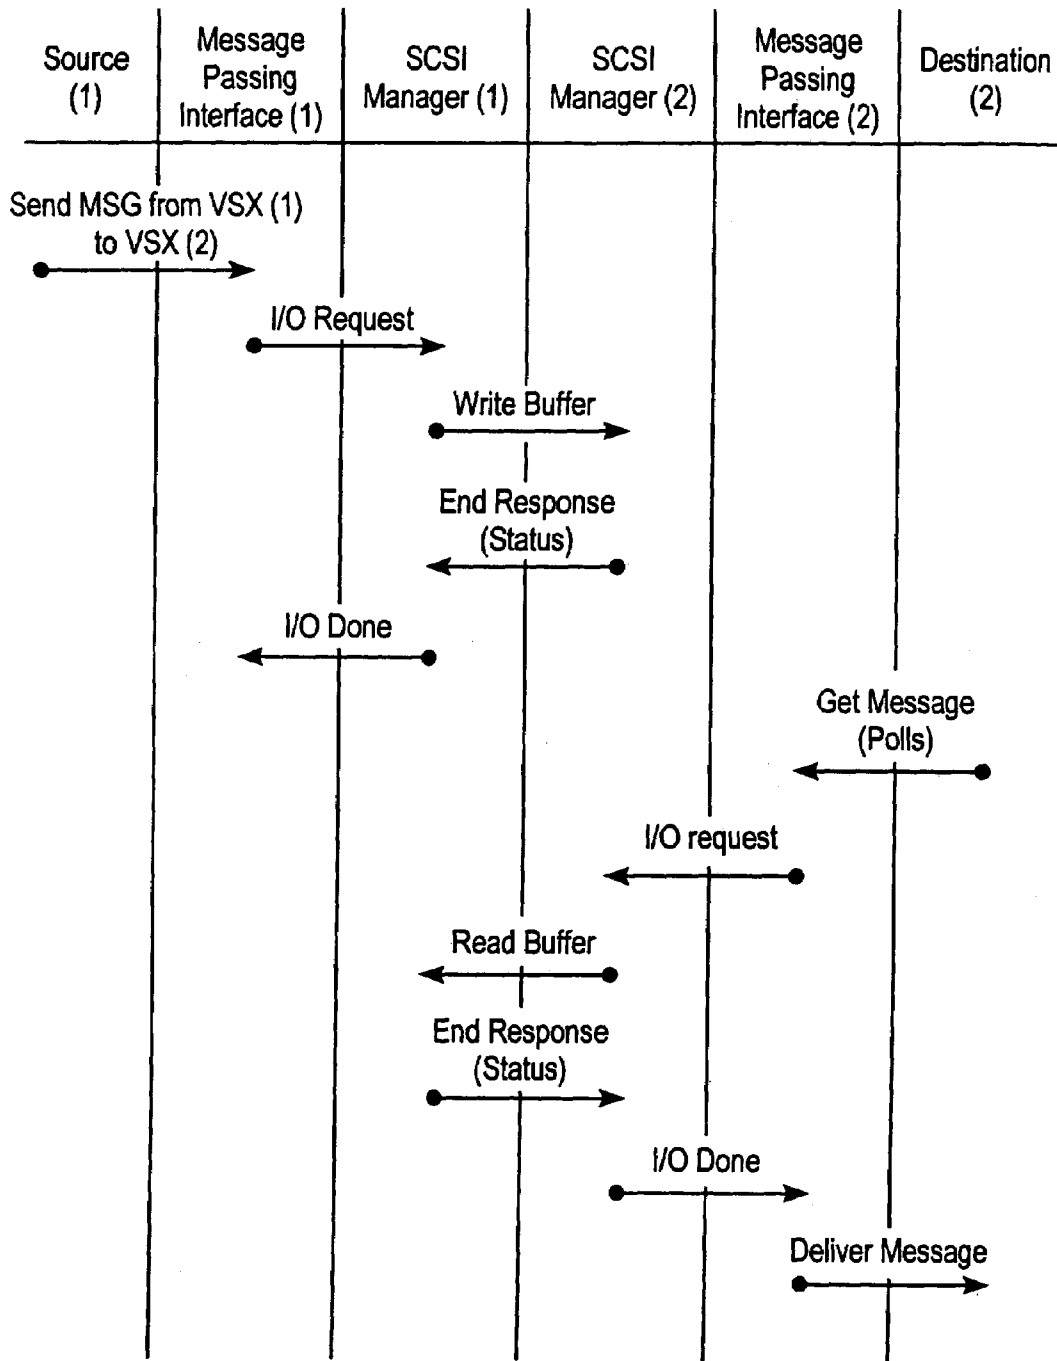 Source
(1)
Message
Passing
Interface (1)
SCSI
Manager (1)
SCSI
Manager (2)
Message
Passing
Interface (2)
Destination
(2)
Send MSG from VSX (1)
to VSX (2)
I/O Request
Write Buffer
End Response
(Status)
I/O Done
Get Message
(Polls)
I/O request
Read Buffer
End Response
(Status)
I/O Done
Deliver Message